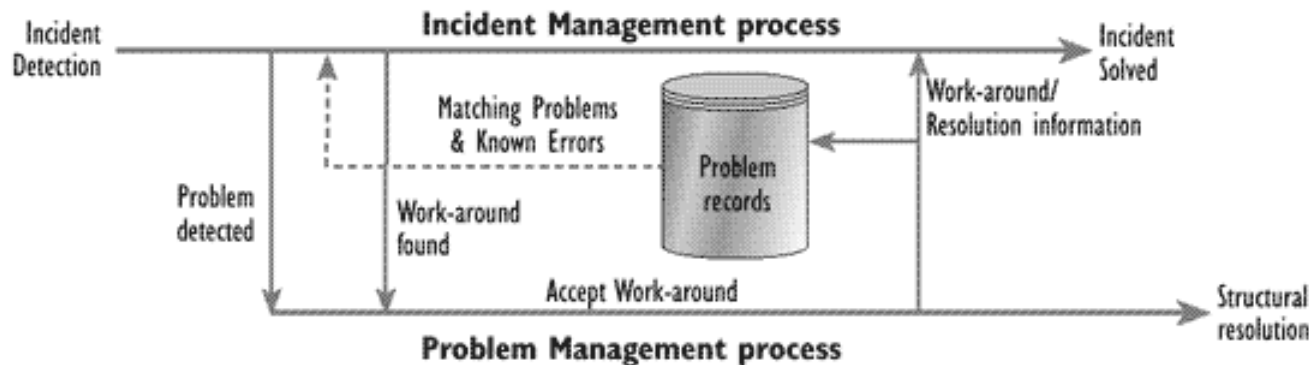 Incident Management process
Incident
Detection
Incident
Solved
Matching Problems
& Known Errors
Work-around/
Resolution information
Problem
records
Problem
detected
Work-around
found
Accept Work-around
Structural
resolution
Problem Management process